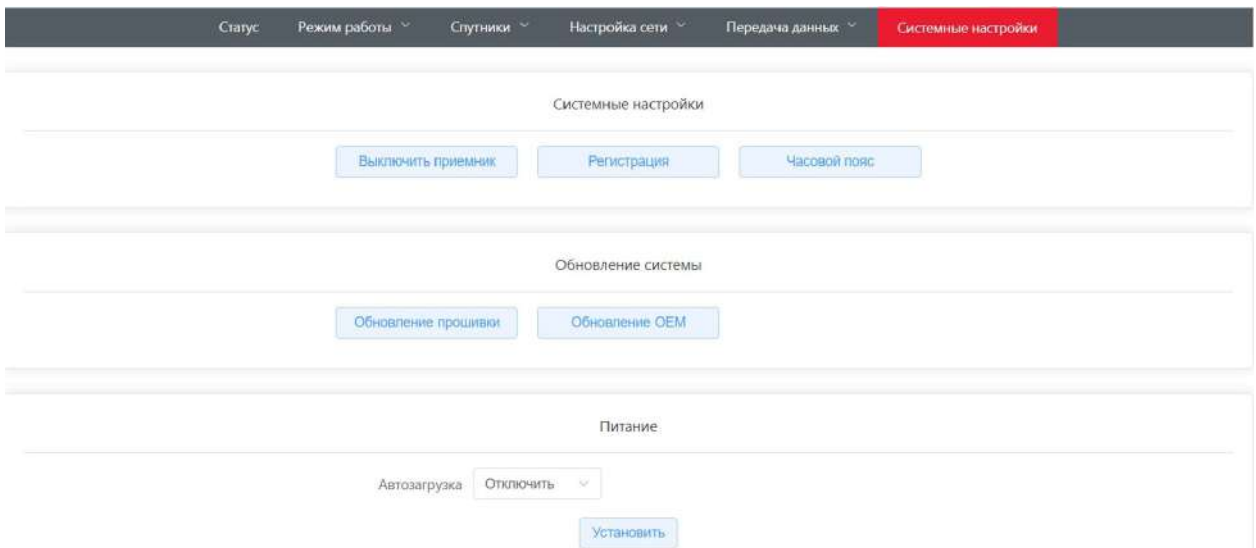 Статус Режим работы Спутники Настройка сети Передача данных Системные настройки
Системные настройки
Выключить приемник Регистрация Часовой пояс
Обновление системы
Обновление прошивки Обновление OEM
Питание
Автозагрузка Отключить
Установить